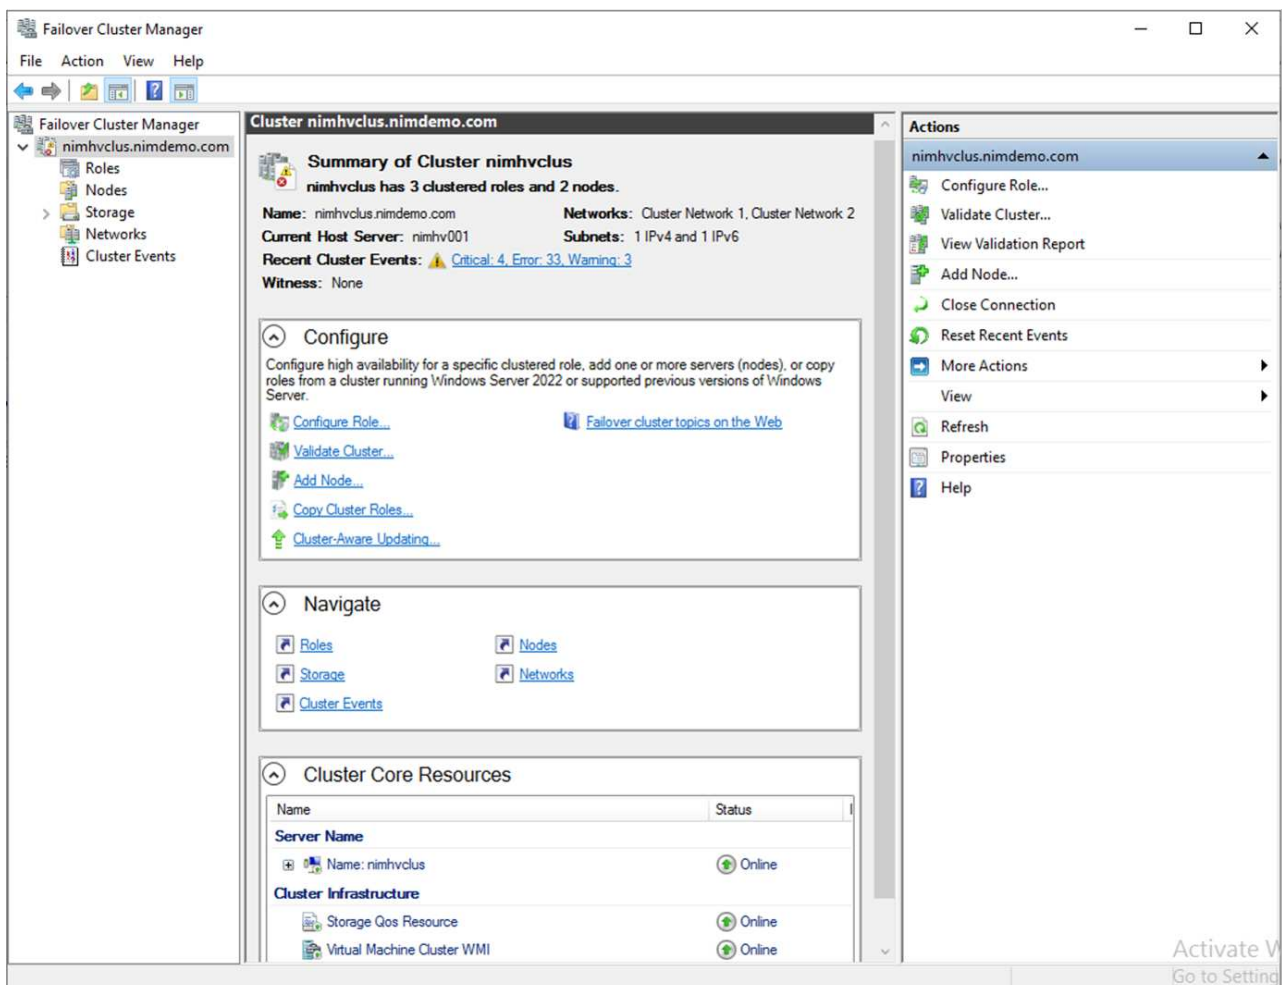 Failover Cluster Manager
File Action View Help
Failover Cluster Manager
nimhvclus.nimdemo.com
Roles
Nodes
Storage
Networks
Cluster Events
Cluster nimhvclus.nimdemo.com
Summary of Cluster nimhvclus
nimhvclus has 3 clustered roles and 2 nodes.
Name: nimhvclus.nimdemo.com Networks: Cluster Network 1, Cluster Network 2
Current Host Server: nimhv001 Subnets: 1 IPv4 and 1 IPv6
Recent Cluster Events: Critical: 4, Error: 33, Warning: 3
Witness: None
Configure
Configure high availability for a specific clustered role, add one or more servers (nodes), or copy
roles from a cluster running Windows Server 2022 or supported previous versions of Windows
Server.
Configure Role... Failover cluster topics on the Web
Validate Cluster...
Add Node...
Copy Cluster Roles...
Cluster-Aware Updating...
Navigate
Roles Nodes
Storage Networks
Cluster Events
Cluster Core Resources
Name Status
Server Name
Name: nimhvclus Online
Cluster Infrastructure
Storage Qos Resource Online
Virtual Machine Cluster WMI Online
Actions
nimhvclus.nimdemo.com
Configure Role...
Validate Cluster...
View Validation Report
Add Node...
Close Connection
Reset Recent Events
More Actions
View
Refresh
Properties
Help
Activate W
Go to Setting